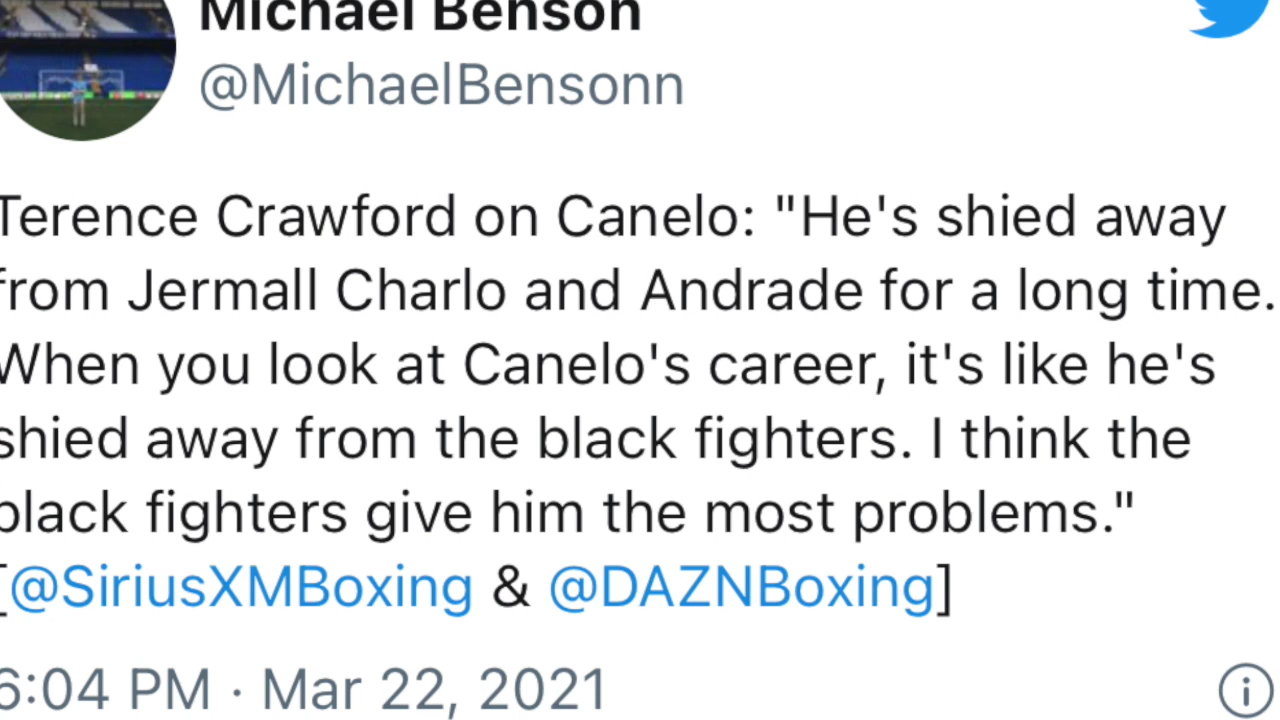 Michael Benson
@MichaelBensonn
Terence Crawford on Canelo: "He's shied away
from Jermall Charlo and Andrade for a long time.
When you look at Canelo's career, it's like he's
shied away from the black fighters. I think the
black fighters give him the most problems."
[@SiriusXMBoxing & @DAZNBoxing]
6:04 PM · Mar 22, 2021